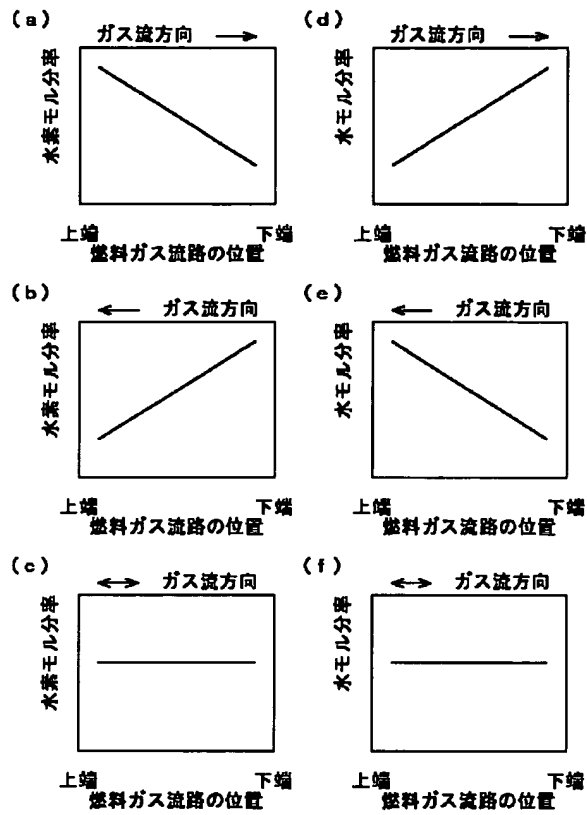 (a)
ガス流方向 →
水素モル分率
上端 下端
燃料ガス流路の位置
(d)
ガス流方向 →
水モル分率
上端 下端
燃料ガス流路の位置
(b)
← ガス流方向
水素モル分率
上端 下端
燃料ガス流路の位置
(e)
← ガス流方向
水モル分率
上端 下端
燃料ガス流路の位置
(c)
↔ ガス流方向
水素モル分率
上端 下端
燃料ガス流路の位置
(f)
↔ ガス流方向
水モル分率
上端 下端
燃料ガス流路の位置